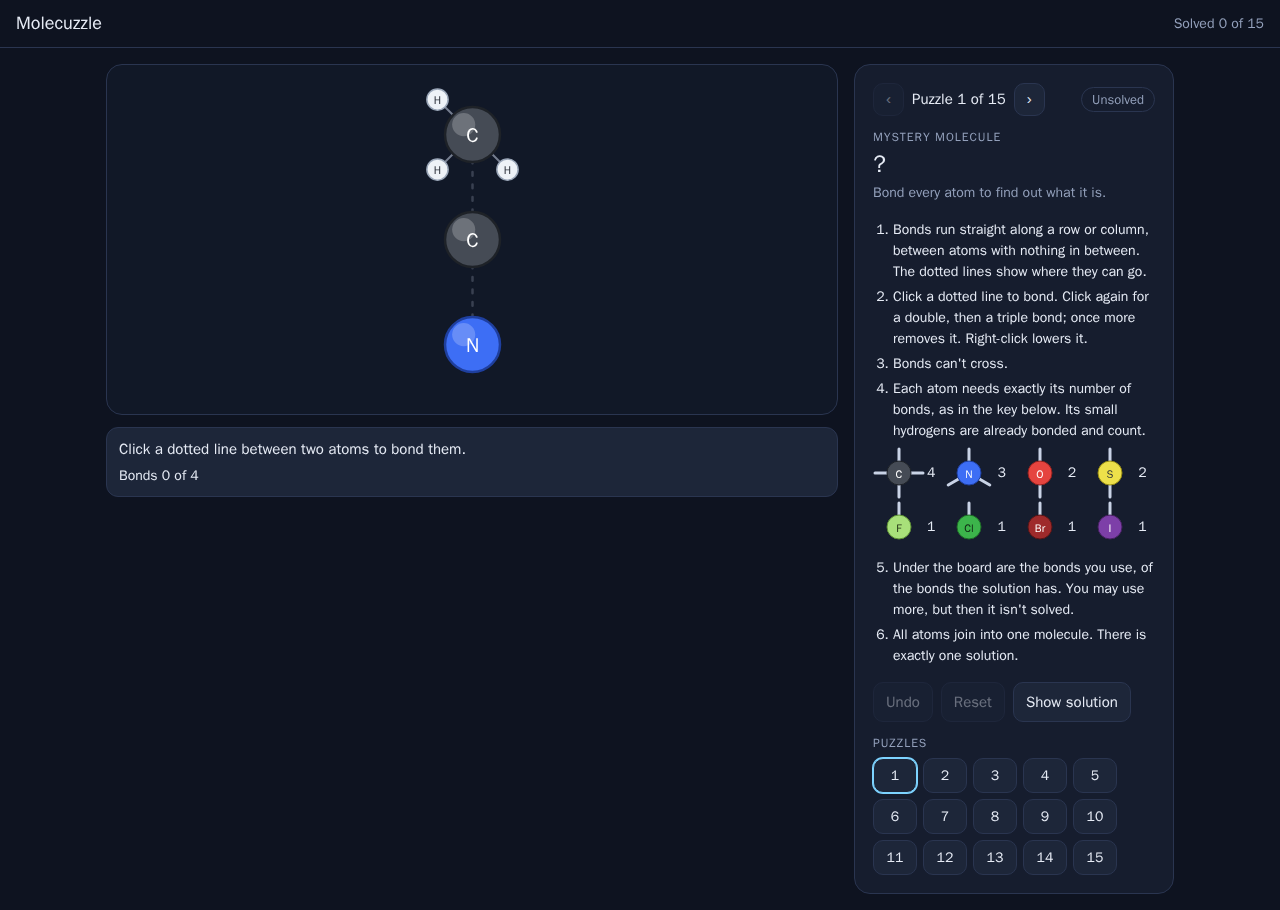 Molecuzzle
Solved 0 of 15
H
C
H
H
C
N
Click a dotted line between two atoms to bond them.
Bonds 0 of 4
‹
Puzzle 1 of 15
›
Unsolved
MYSTERY MOLECULE
?
Bond every atom to find out what it is.
1. Bonds run straight along a row or column,
between atoms with nothing in between.
The dotted lines show where they can go.
2. Click a dotted line to bond. Click again for
a double, then a triple bond; once more
removes it. Right-click lowers it.
3. Bonds can't cross.
4. Each atom needs exactly its number of
bonds, as in the key below. Its small
hydrogens are already bonded and count.
C 4 N 3 O 2 S 2
F 1 Cl 1 Br 1 I 1
5. Under the board are the bonds you use, of
the bonds the solution has. You may use
more, but then it isn't solved.
6. All atoms join into one molecule. There is
exactly one solution.
Undo Reset Show solution
PUZZLES
1 2 3 4 5
6 7 8 9 10
11 12 13 14 15